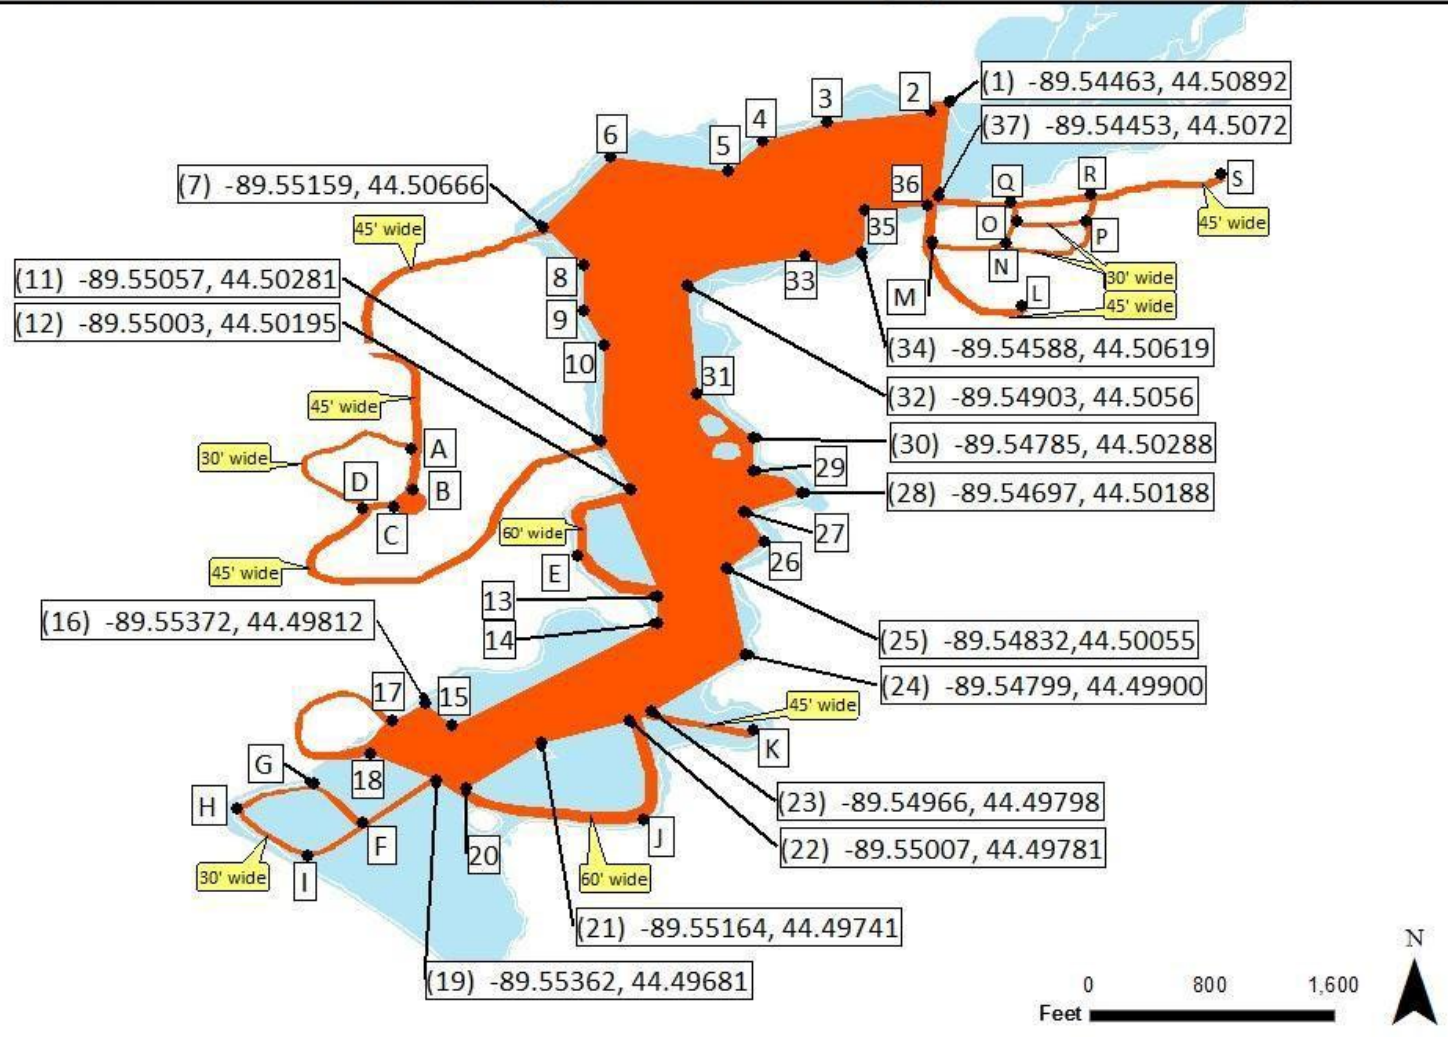 (1) -89.54463, 44.50892
2
3
(37) -89.54453, 44.5072
4
6
5
R
S
Q
(7) -89.55159, 44.50666
36
45' wide
45' wide
O
35
P
8
N
30' wide
(11) -89.55057, 44.50281
33
M
L
45' wide
9
(12) -89.55003, 44.50195
(34) -89.54588, 44.50619
10
31
(32) -89.54903, 44.5056
45' wide
(30) -89.54785, 44.50288
A
30' wide
29
D
B
(28) -89.54697, 44.50188
C
60' wide
27
26
E
45' wide
13
(16) -89.55372, 44.49812
14
(25) -89.54832, 44.50055
(24) -89.54799, 44.49900
17
15
45' wide
K
G
18
H
(23) -89.54966, 44.49798
F
J
20
(22) -89.55007, 44.49781
30' wide
I
60' wide
(21) -89.55164, 44.49741
N
(19) -89.55362, 44.49681
0 800 1,600
Feet